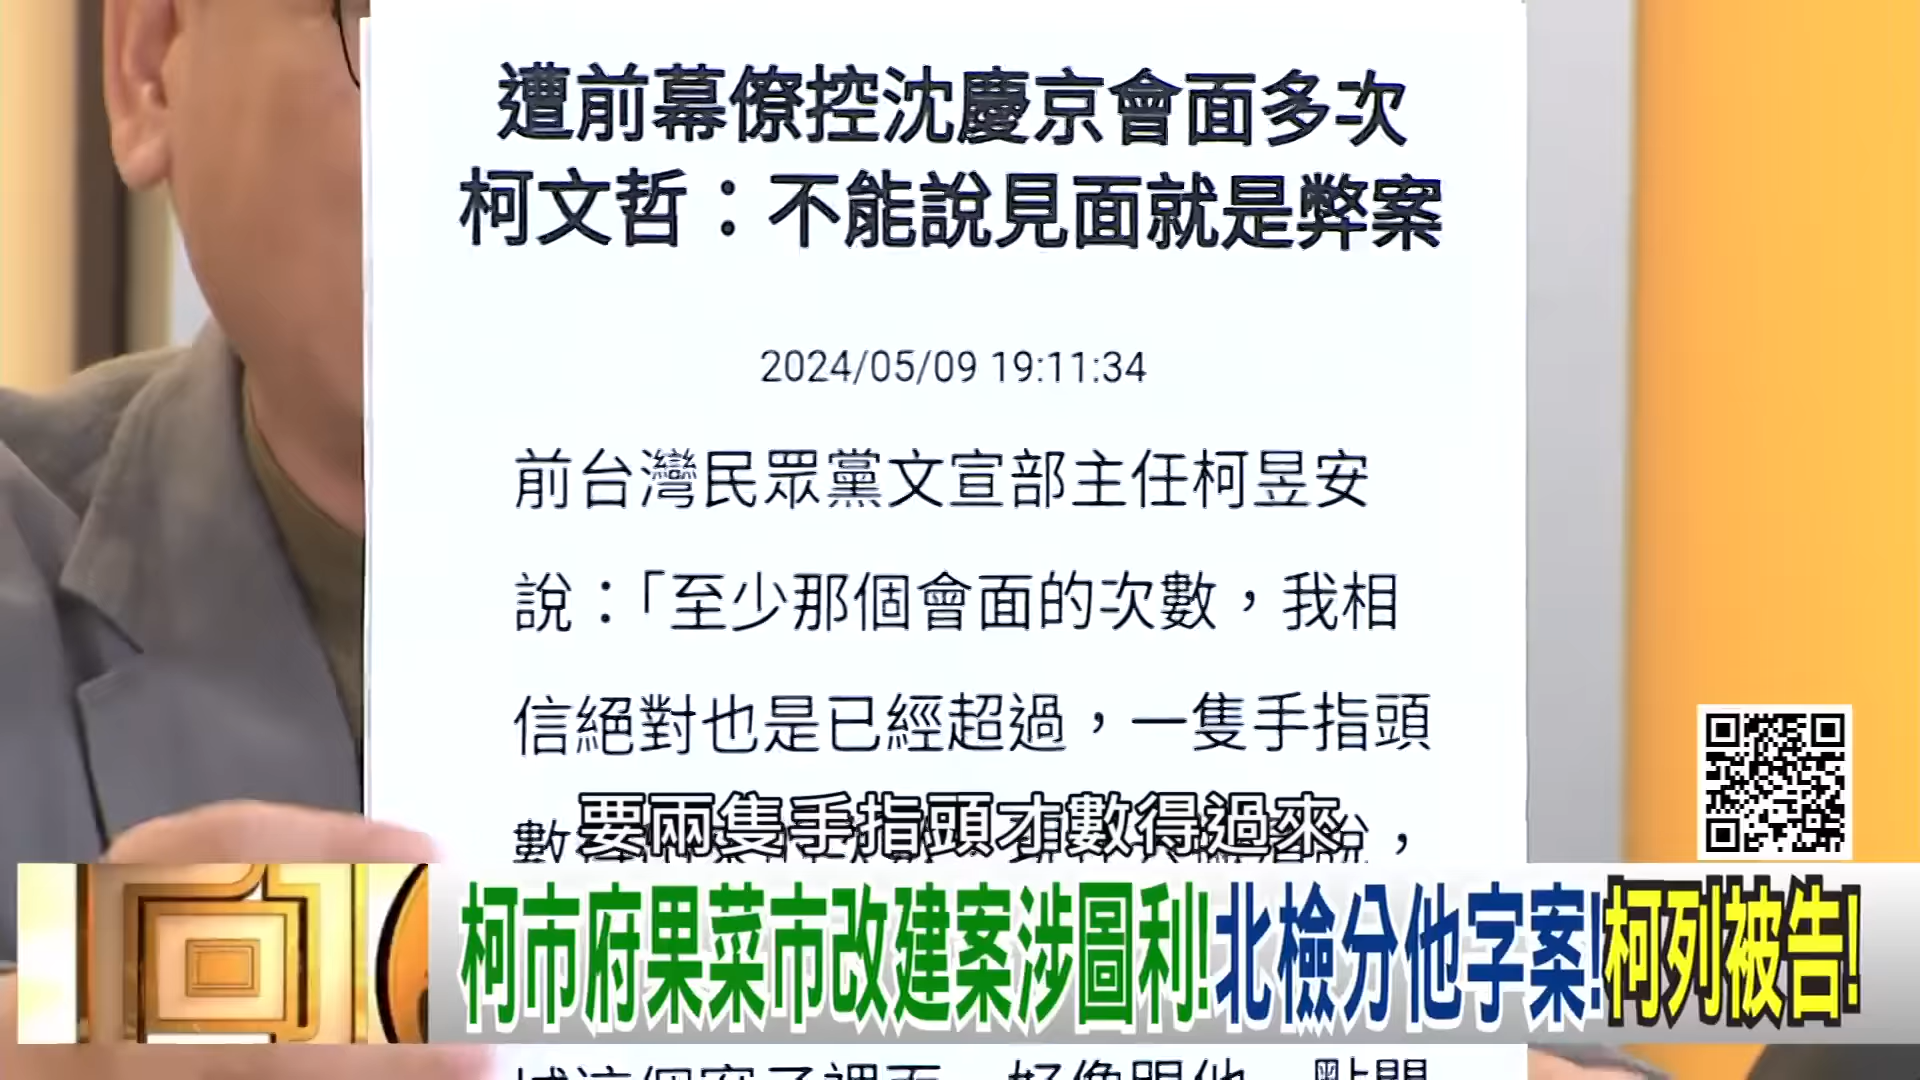 遭前幕僚控沈慶京會面多次
柯文哲：不能說見面就是弊案
2024/05/09 19:11:34
前台灣民眾黨文宣部主任柯昱安
說：「至少那個會面的次數，我相
信絕對也是已經超過，一隻手指頭
要兩隻手指頭才數得過來
柯市府果菜市改建案涉圖利!北檢分他字案!柯列被告!